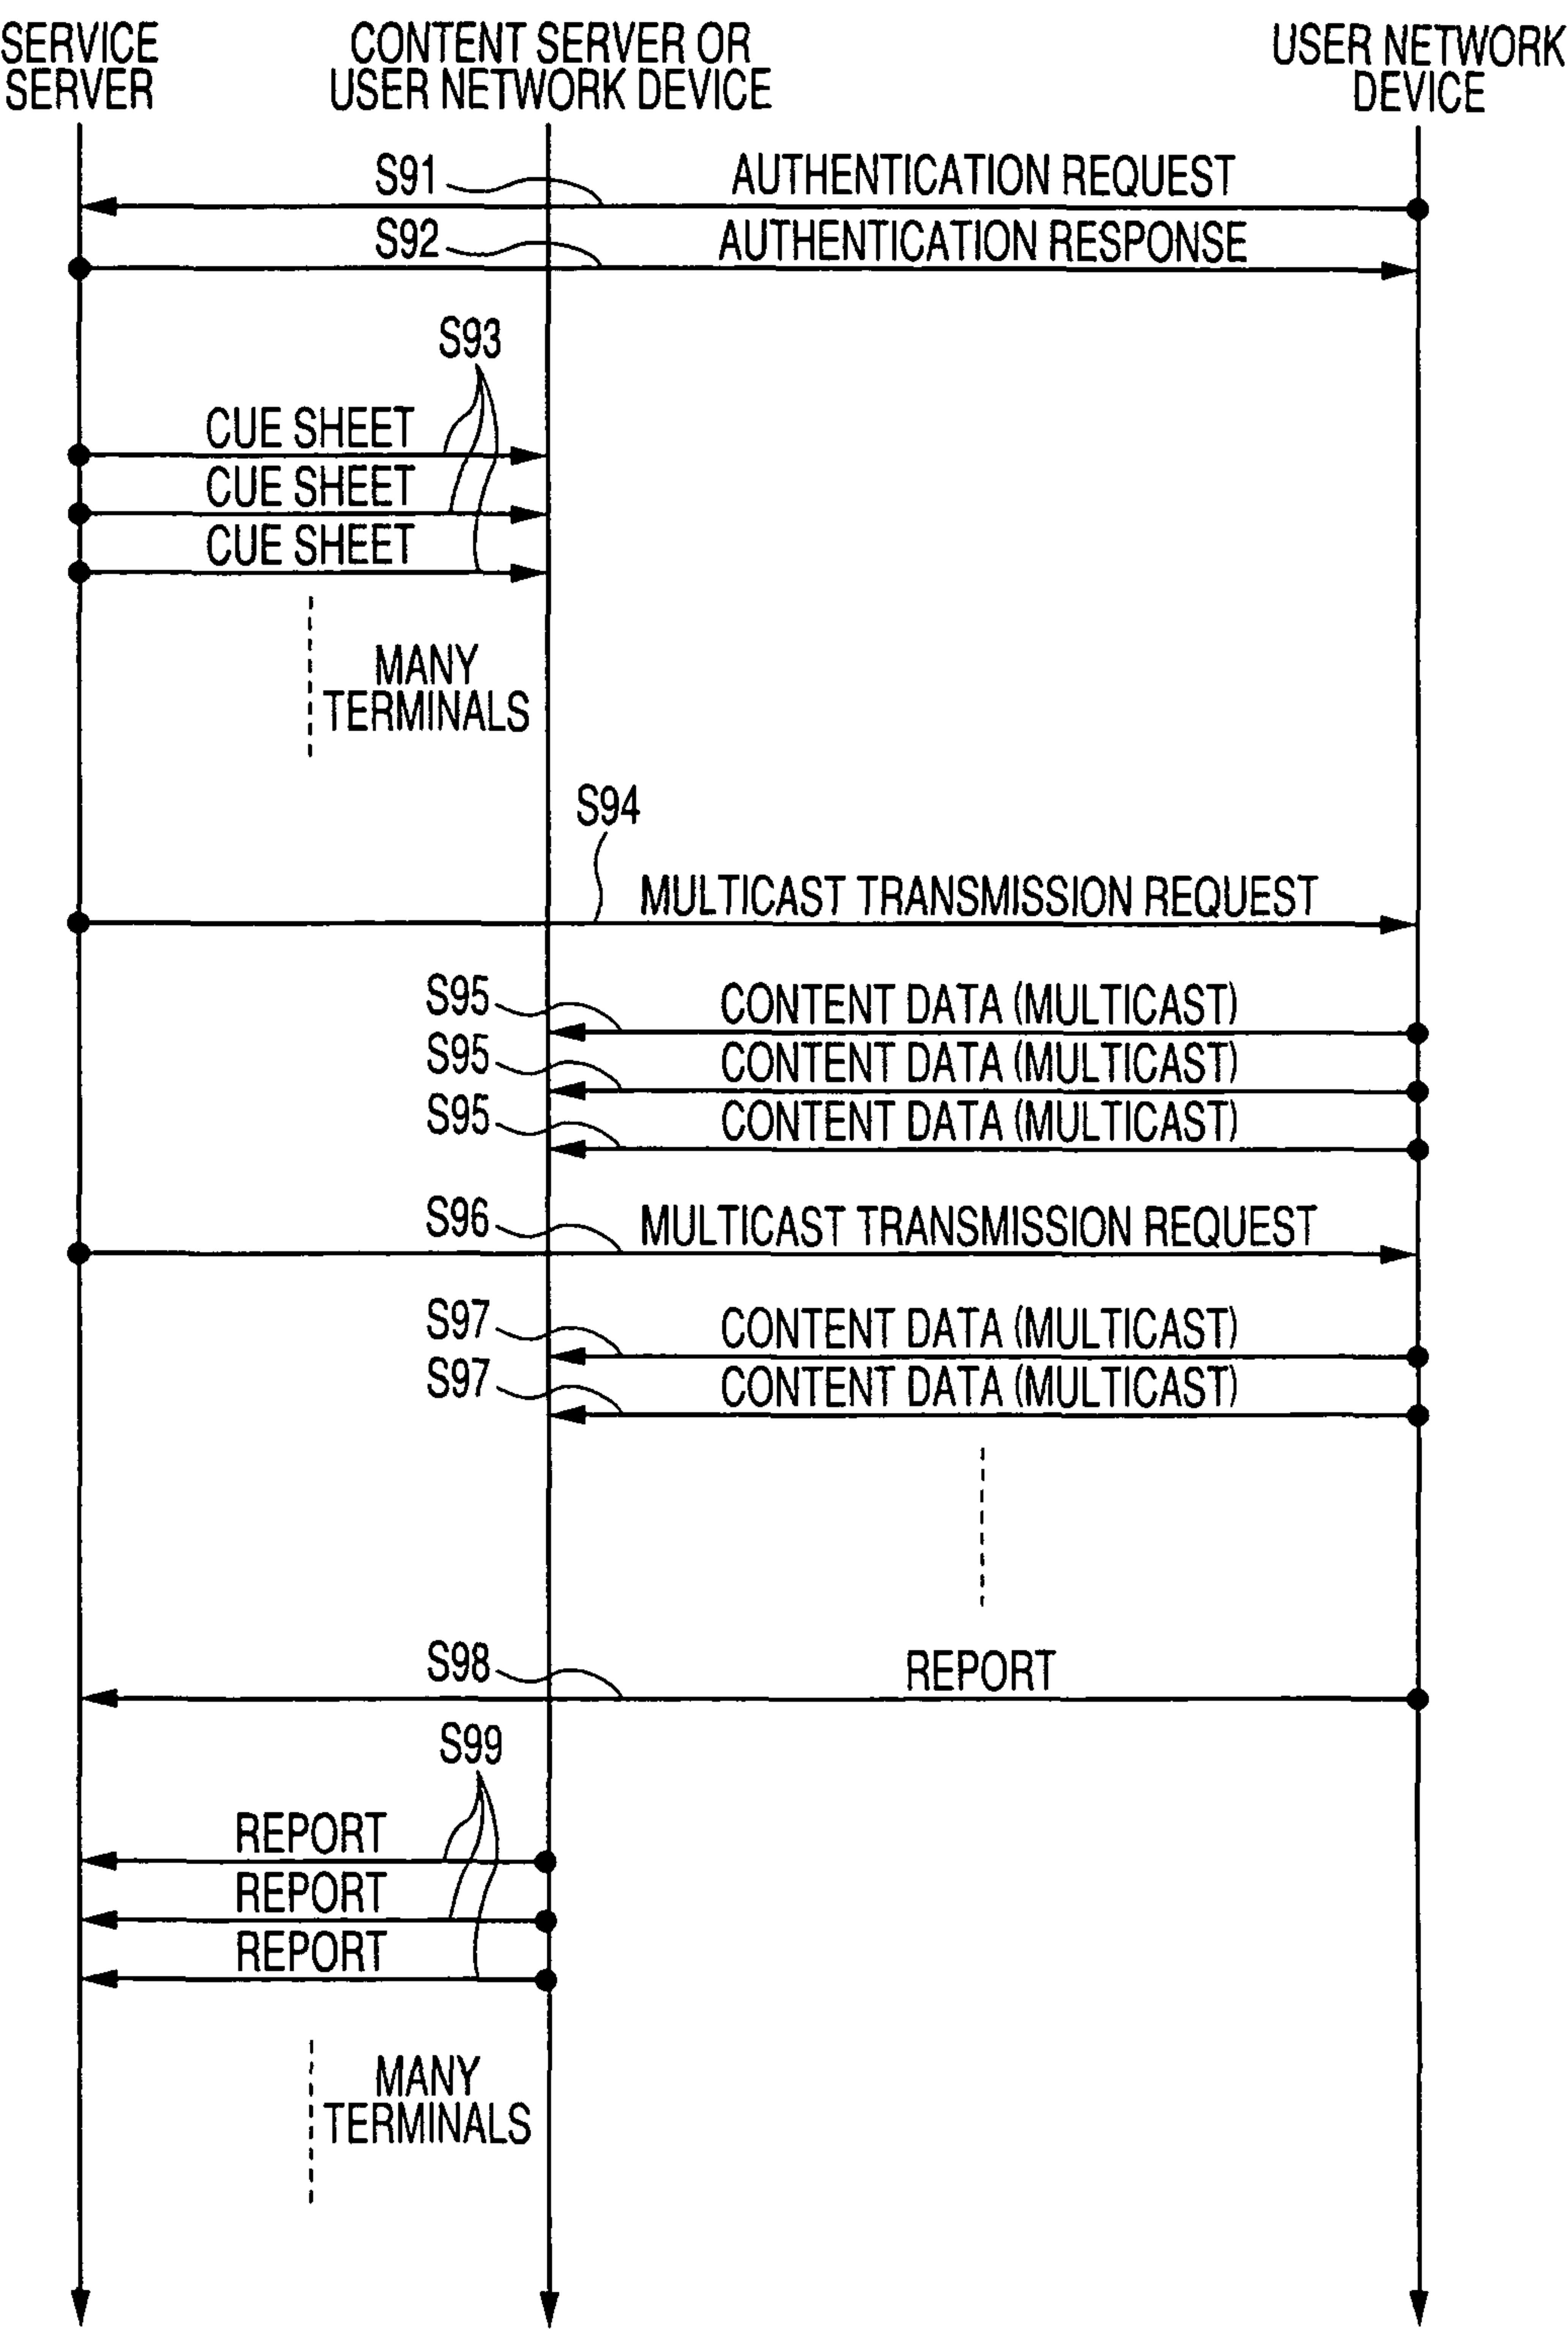 SERVICE
SERVER
CONTENT SERVER OR
USER NETWORK DEVICE
USER NETWORK
DEVICE
S91
AUTHENTICATION REQUEST
S92
AUTHENTICATION RESPONSE
S93
CUE SHEET
CUE SHEET
CUE SHEET
MANY
TERMINALS
S94
MULTICAST TRANSMISSION REQUEST
S95
CONTENT DATA (MULTICAST)
S95
CONTENT DATA (MULTICAST)
S95
CONTENT DATA (MULTICAST)
S96
MULTICAST TRANSMISSION REQUEST
S97
CONTENT DATA (MULTICAST)
S97
CONTENT DATA (MULTICAST)
S98
REPORT
S99
REPORT
REPORT
REPORT
MANY
TERMINALS